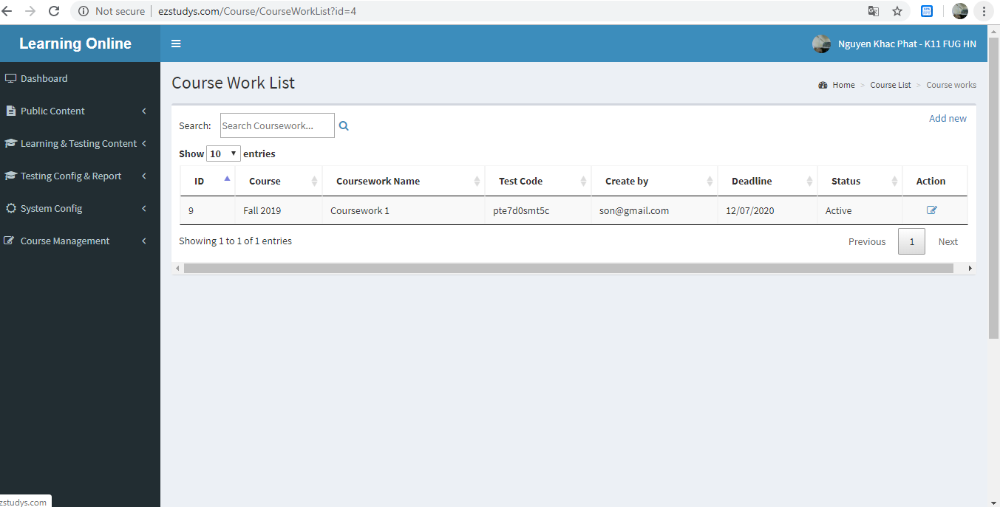 Not secure ezstudys.com/Course/CourseWorkList?id=4
Learning Online
Nguyen Khac Phat - K11 FUG HN
Dashboard
Public Content
Learning & Testing Content
Testing Config & Report
System Config
Course Management
Course Work List
Home > Course List > Course works
Search: Search Coursework...
Add new
Show 10 entries
ID Course Coursework Name Test Code Create by Deadline Status Action
9 Fall 2019 Coursework 1 pte7d0smt5c son@gmail.com 12/07/2020 Active
Showing 1 to 1 of 1 entries
Previous 1 Next
zstudys.com